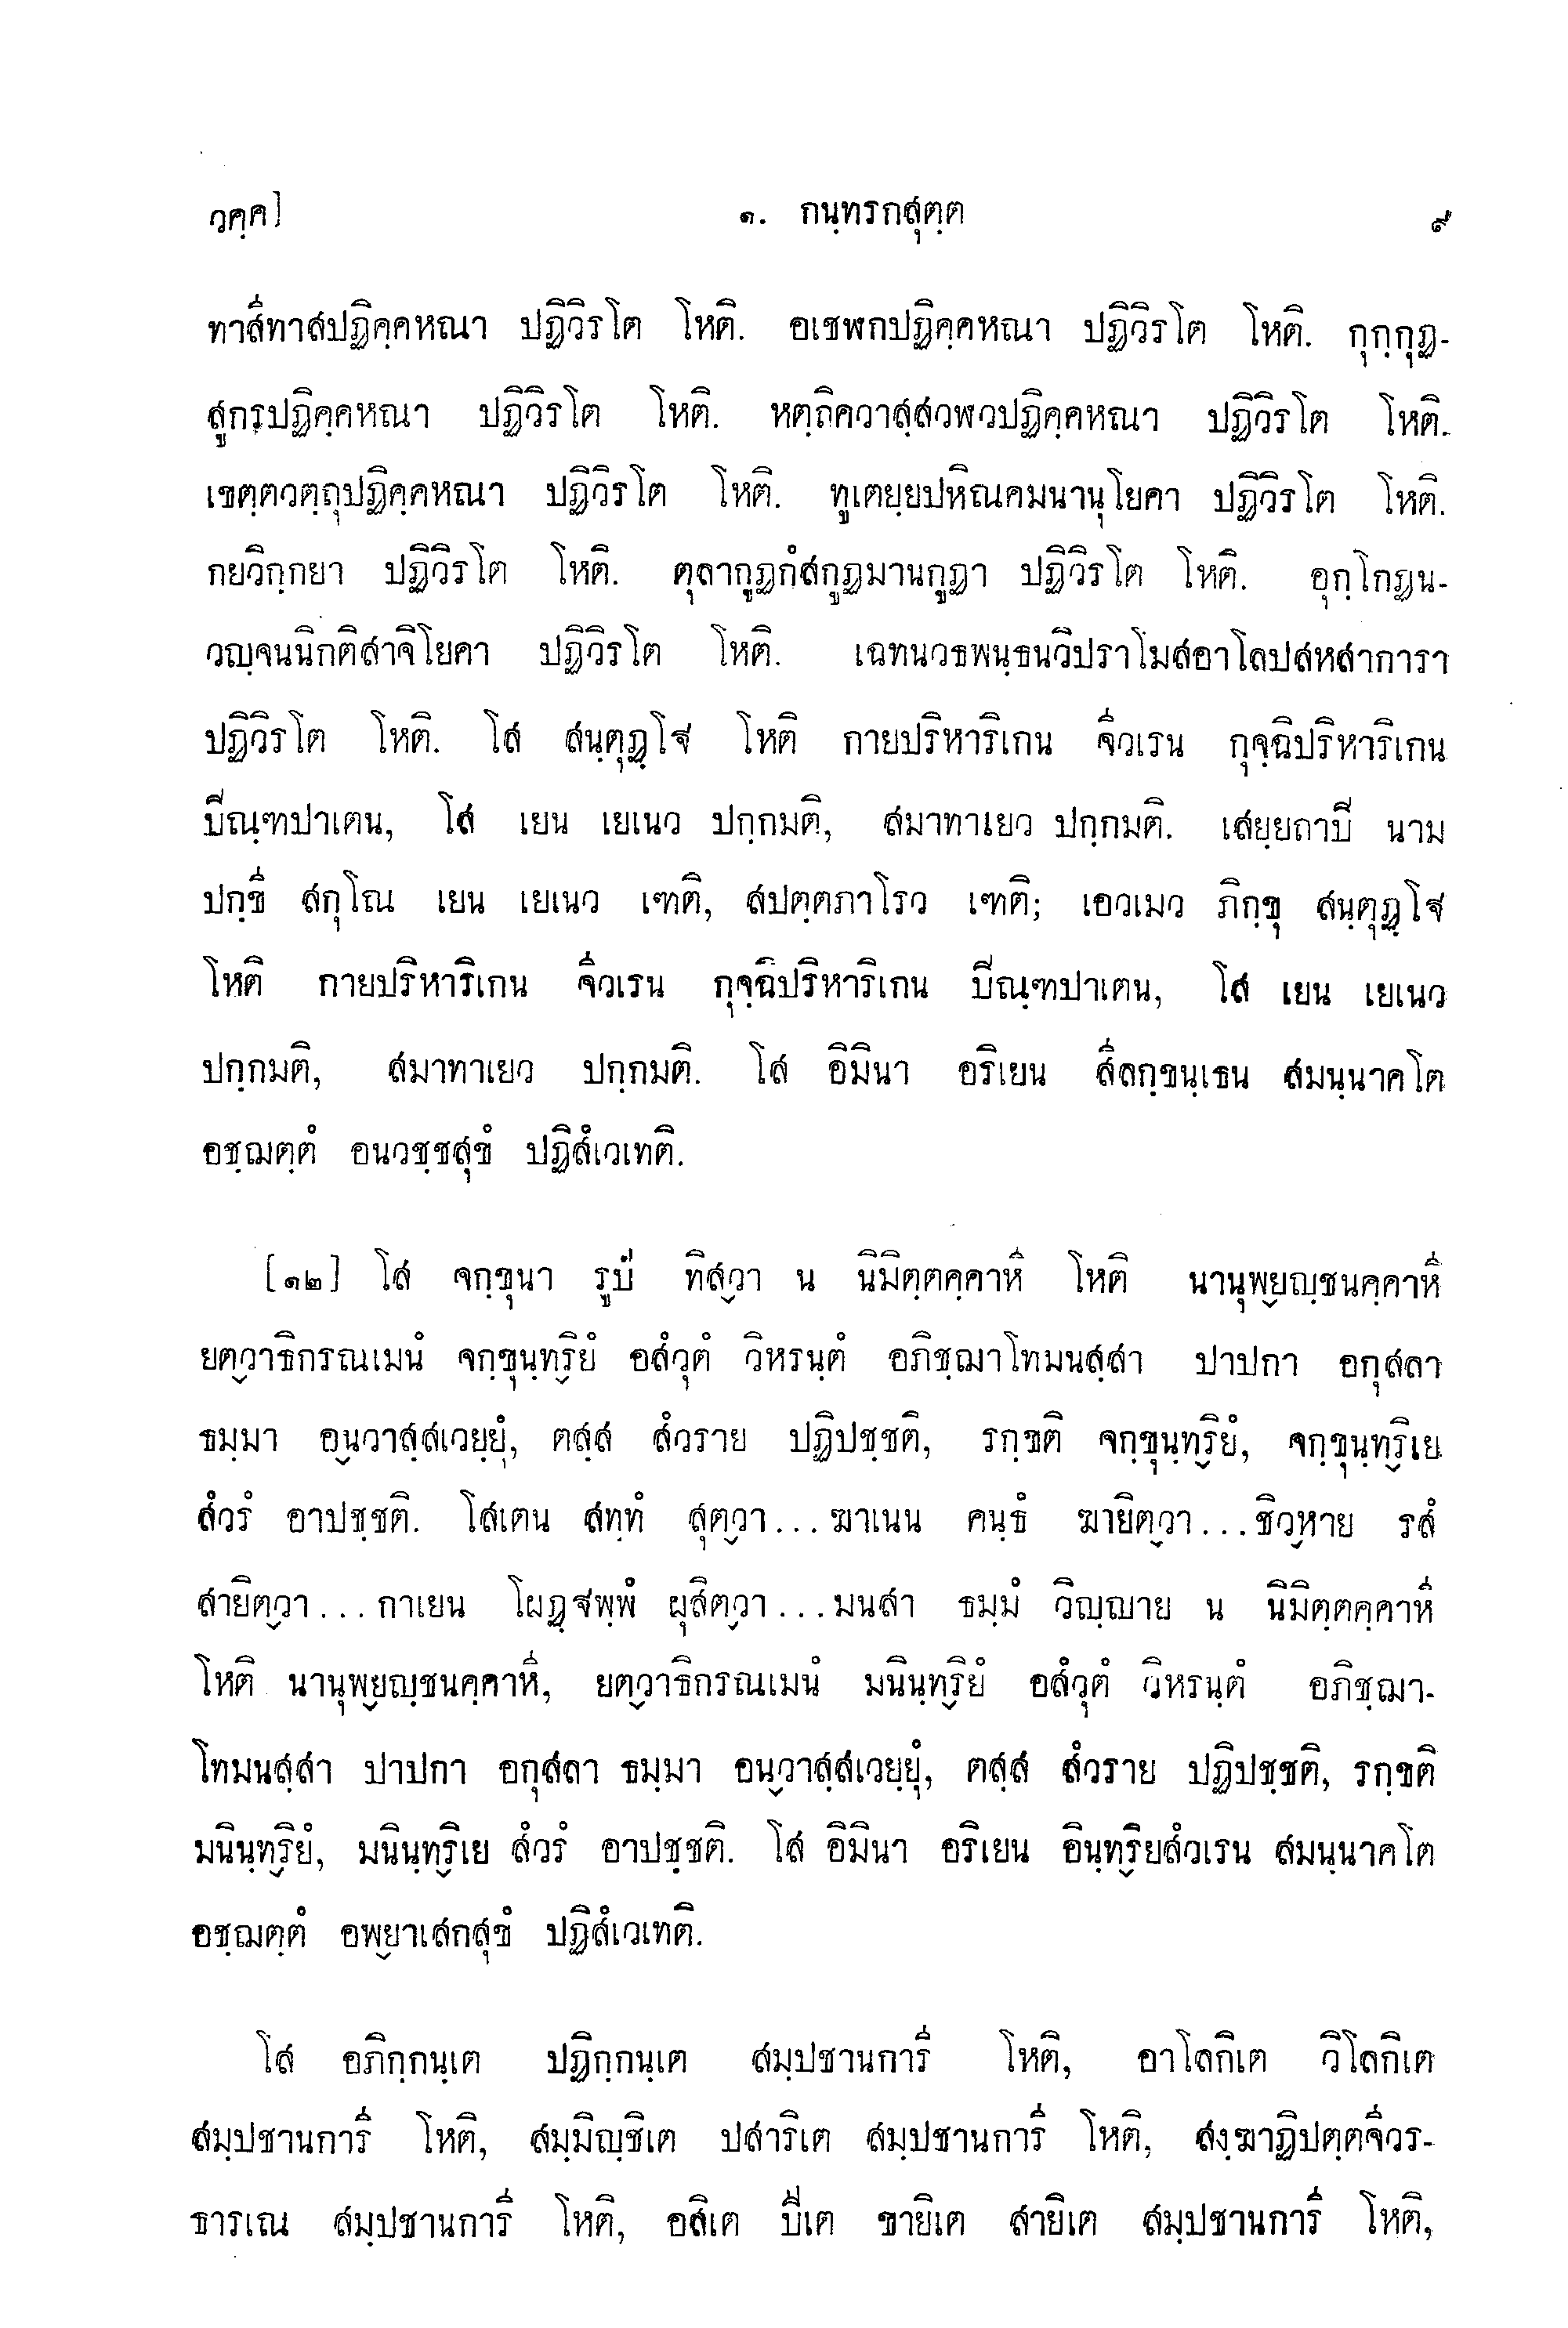 วคฺค]
๑. กนฺทรกสุตฺต
๙
ทาสีทาสปฏิคฺคหณา ปฏิวิรโต โหติ. อเชฬกปฏิคฺคหณา ปฏิวิรโต โหติ. กุกฺกุฏ-
สูกรปฏิคฺคหณา ปฏิวิรโต โหติ. หตฺถิควาสฺสวฬวปฏิคฺคหณา ปฏิวิรโต โหติ.
เขตฺตวตฺถุปฏิคฺคหณา ปฏิวิรโต โหติ. ทูเตยฺยปหิณคมนานุโยคา ปฏิวิรโต โหติ.
กยวิกฺกยา ปฏิวิรโต โหติ. ตุลากูฏกํสกูฏมานกูฏา ปฏิวิรโต โหติ. อุกฺโกฏน-
วญฺจนนิกติสาจิโยคา ปฏิวิรโต โหติ. เฉทนวธพนฺธนวิปราโมสอาโลปสหสาการา
ปฏิวิรโต โหติ. โส สนฺตุฏฺโฐ โหติ กายปริหาริเกน จีวเรน กุจฺฉิปริหาริเกน
ปิณฺฑปาเตน, โส เยน เยเนว ปกฺกมติ, สมาทาเยว ปกฺกมติ. เสยฺยถาปิ นาม
ปกฺขี สกุโณ เยน เยเนว เฑติ, สปตฺตภาโรว เฑติ; เอวเมว ภิกฺขุ สนฺตุฏฺโฐ
โหติ กายปริหาริเกน จีวเรน กุจฺฉิปริหาริเกน ปิณฺฑปาเตน, โส เยน เยเนว
ปกฺกมติ, สมาทาเยว ปกฺกมติ. โส อิมินา อริเยน สีลกฺขนฺเธน สมนฺนาคโต
อชฺฌตฺตํ อนวชฺชสุขํ ปฏิสํเวเทติ.
[๑๒] โส จกฺขุนา รูปํ ทิสฺวา น นิมิตฺตคฺคาหี โหติ นานุพฺยญฺชนคฺคาหี
ยตฺวาธิกรณเมนํ จกฺขุนฺทฺริยํ อสํวุตํ วิหรนฺตํ อภิชฺฌาโทมนสฺสา ปาปกา อกุสลา
ธมฺมา อนฺวาสฺสเวยฺยุํ, ตสฺส สํวราย ปฏิปชฺชติ, รกฺขติ จกฺขุนฺทฺริยํ, จกฺขุนฺทฺริเย
สํวรํ อาปชฺชติ. โสเตน สทฺทํ สุตฺวา...ฆาเนน คนฺธํ ฆายิตฺวา...ชิวฺหาย รสํ
สายิตฺวา...กาเยน โผฏฺฐพฺพํ ผุสิตฺวา...มนสา ธมฺมํ วิญฺญาย น นิมิตฺตคฺคาหี
โหติ นานุพฺยญฺชนคฺคาหี, ยตฺวาธิกรณเมนํ มนินฺทฺริยํ อสํวุตํ วิหรนฺตํ อภิชฺฌา-
โทมนสฺสา ปาปกา อกุสลา ธมฺมา อนฺวาสฺสเวยฺยุํ, ตสฺส สํวราย ปฏิปชฺชติ, รกฺขติ
มนินฺทฺริยํ, มนินฺทฺริเย สํวรํ อาปชฺชติ. โส อิมินา อริเยน อินฺทฺริยสํวเรน สมนฺนาคโต
อชฺฌตฺตํ อพฺยาเสกสุขํ ปฏิสํเวเทติ.
โส อภิกฺกนฺเต ปฏิกฺกนฺเต สมฺปชานการี โหติ, อาโลกิเต วิโลกิเต
สมฺปชานการี โหติ, สมฺมิญฺชิเต ปสาริเต สมฺปชานการี โหติ, สงฺฆาฏิปตฺตจีวร-
ธารเณ สมฺปชานการี โหติ, อสิเต ปีเต ขายิเต สายิเต สมฺปชานการี โหติ,